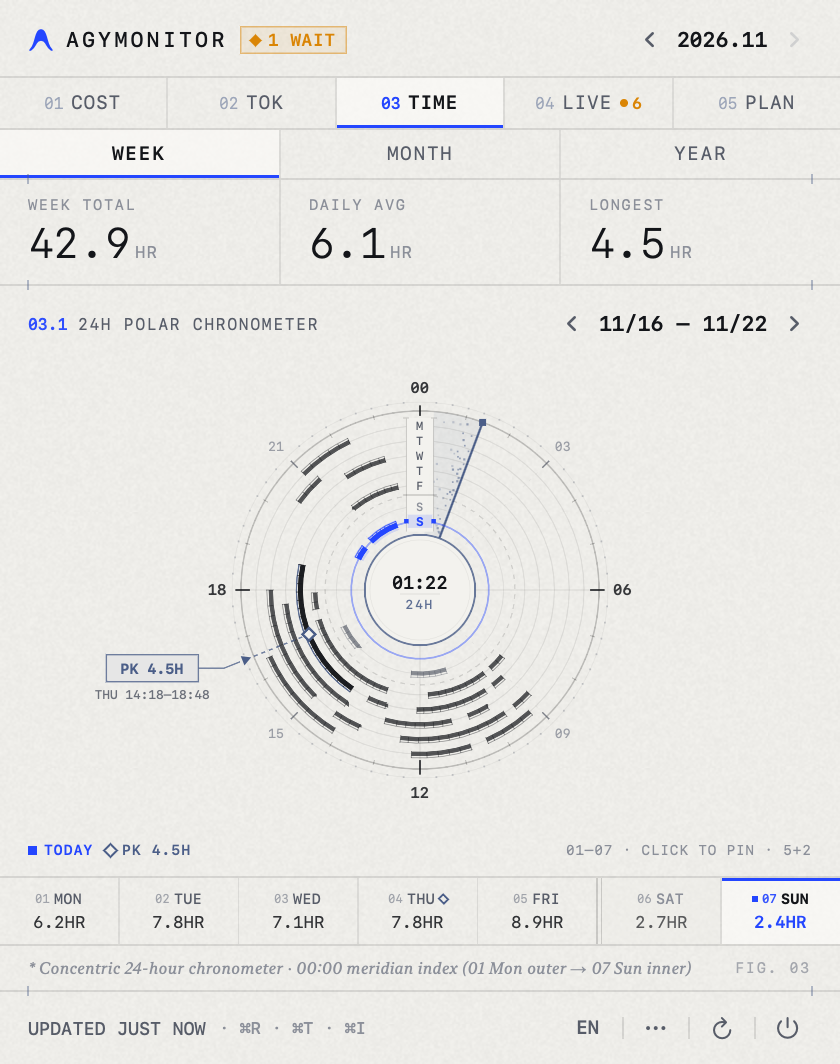 AGYMONITOR ◆ 1 WAIT 2026.11
01 COST 02 TOK 03 TIME 04 LIVE ●6 05 PLAN
WEEK MONTH YEAR
WEEK TOTAL DAILY AVG LONGEST
42.9 HR 6.1 HR 4.5 HR
03.1 24H POLAR CHRONOMETER 11/16 — 11/22
00
M
T
W
T
F
S
S
21 03
01:22
24H
18 06
PK 4.5H
THU 14:18—18:48
15 09
12
TODAY ◇ PK 4.5H 01—07 · CLICK TO PIN · 5+2
01 MON 02 TUE 03 WED 04 THU ◇ 05 FRI 06 SAT 07 SUN
6.2HR 7.8HR 7.1HR 7.8HR 8.9HR 2.7HR 2.4HR
* Concentric 24-hour chronometer · 00:00 meridian index (01 Mon outer → 07 Sun inner) FIG. 03
UPDATED JUST NOW · ⌘R · ⌘T · ⌘I EN